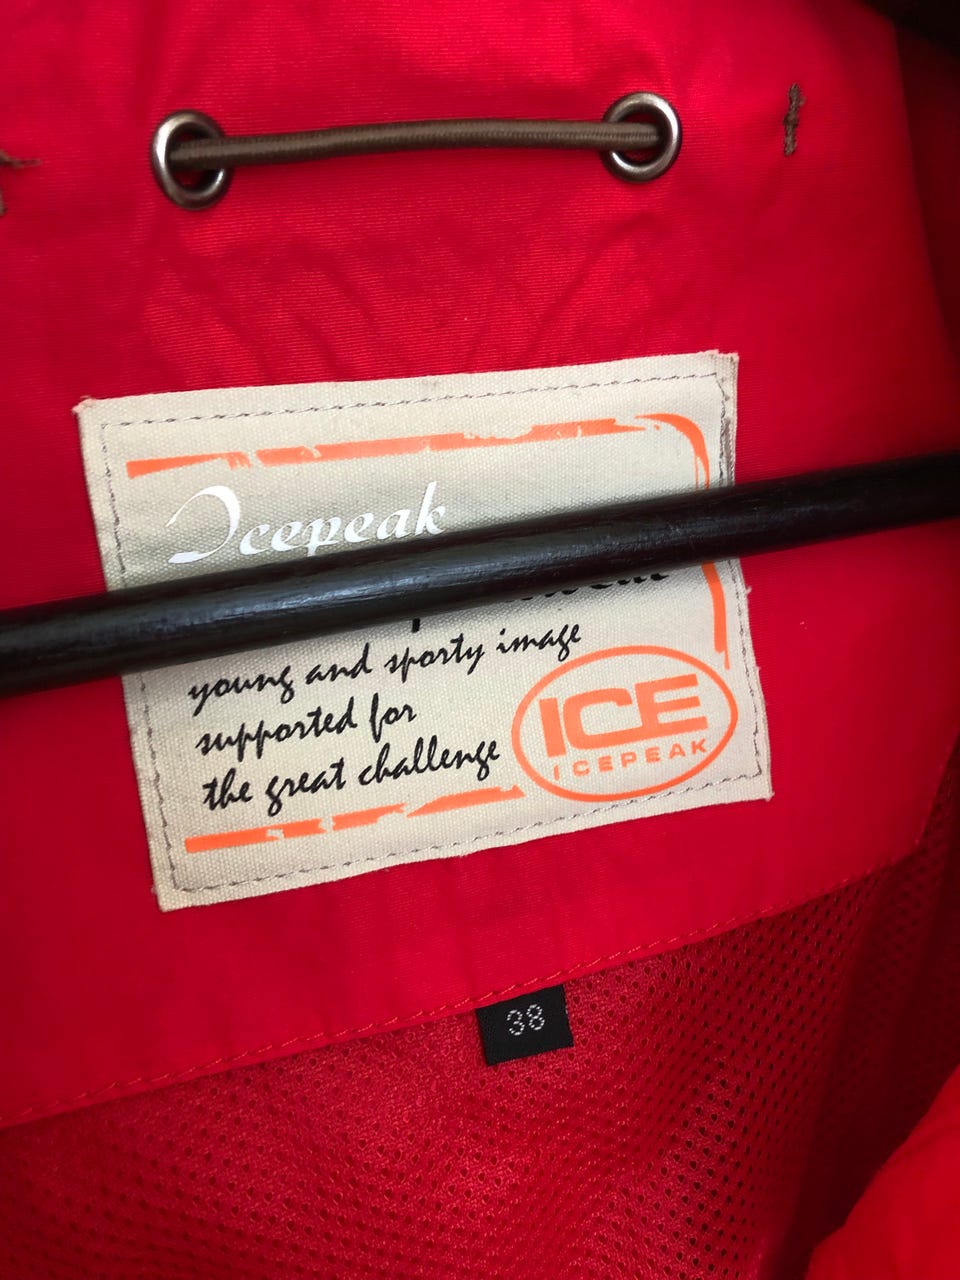 Icepeak
young and sporty image
supported for
the great challenge
ICE
ICEPEAK
38